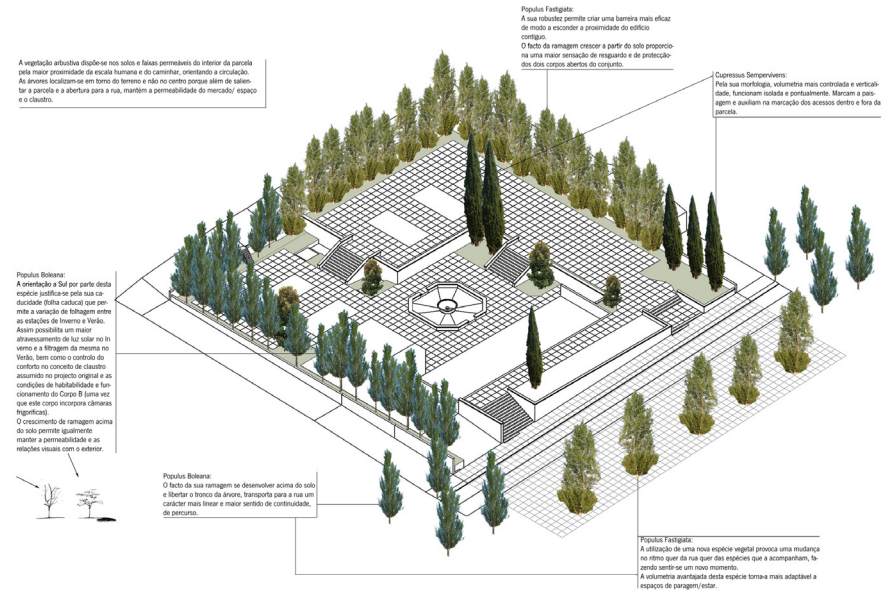 Populus Fastigiata:
A sua robustez permite criar uma barreira mais eficaz
de modo a esconder a proximidade do edifício
contíguo.
O facto da ramagem crescer a partir do solo proporcio-
na uma maior sensação de resguardo e de protecção-
dos dois corpos abertos do conjunto.
A vegetação arbustiva dispõe-se nos solos e faixas permeáveis do interior da parcela
pela maior proximidade da escala humana e do caminhar, orientando a circulação.
As árvores localizam-se em torno do terreno e não no centro porque além de salien-
tar a parcela e a abertura para a rua, mantém a permeabilidade do mercado/ espaço
e o claustro.
Cupressus Sempervivens:
Pela sua morfologia, volumetria mais controlada e verticali-
dade, funcionam isolada e pontualmente. Marcam a pais-
agem e auxiliam na marcação dos acessos dentro e fora da
parcela.
Populus Boleana:
A orientação a Sul por parte desta
espécie justifica-se pela sua ca-
ducidade (folha caduca) que per-
mite a variação de folhagem entre
as estações de Inverno e Verão.
Assim possibilita um maior
atravessamento de luz solar no In
verno e a filtragem da mesma no
Verão, bem como o controlo do
conforto no conceito de claustro
assumido no projecto original e as
condições de habitabilidade e fun-
cionamento do Corpo B (uma vez
que este corpo incorpora câmaras
frigoríficas).
O crescimento de ramagem acima
do solo permite igualmente
manter a permeabilidade e as
relações visuais com o exterior.
Populus Boleana:
O facto da sua ramagem se desenvolver acima do solo
e libertar o tronco da árvore, transporta para a rua um
carácter mais linear e maior sentido de continuidade,
de percurso.
Populus Fastigiata:
A utilização de uma nova espécie vegetal provoca uma mudança
no ritmo quer da rua quer das espécies que a acompanham, fa-
zendo sentir-se um novo momento.
A volumetria avantajada desta espécie torna-a mais adaptável a
espaços de paragem/estar.